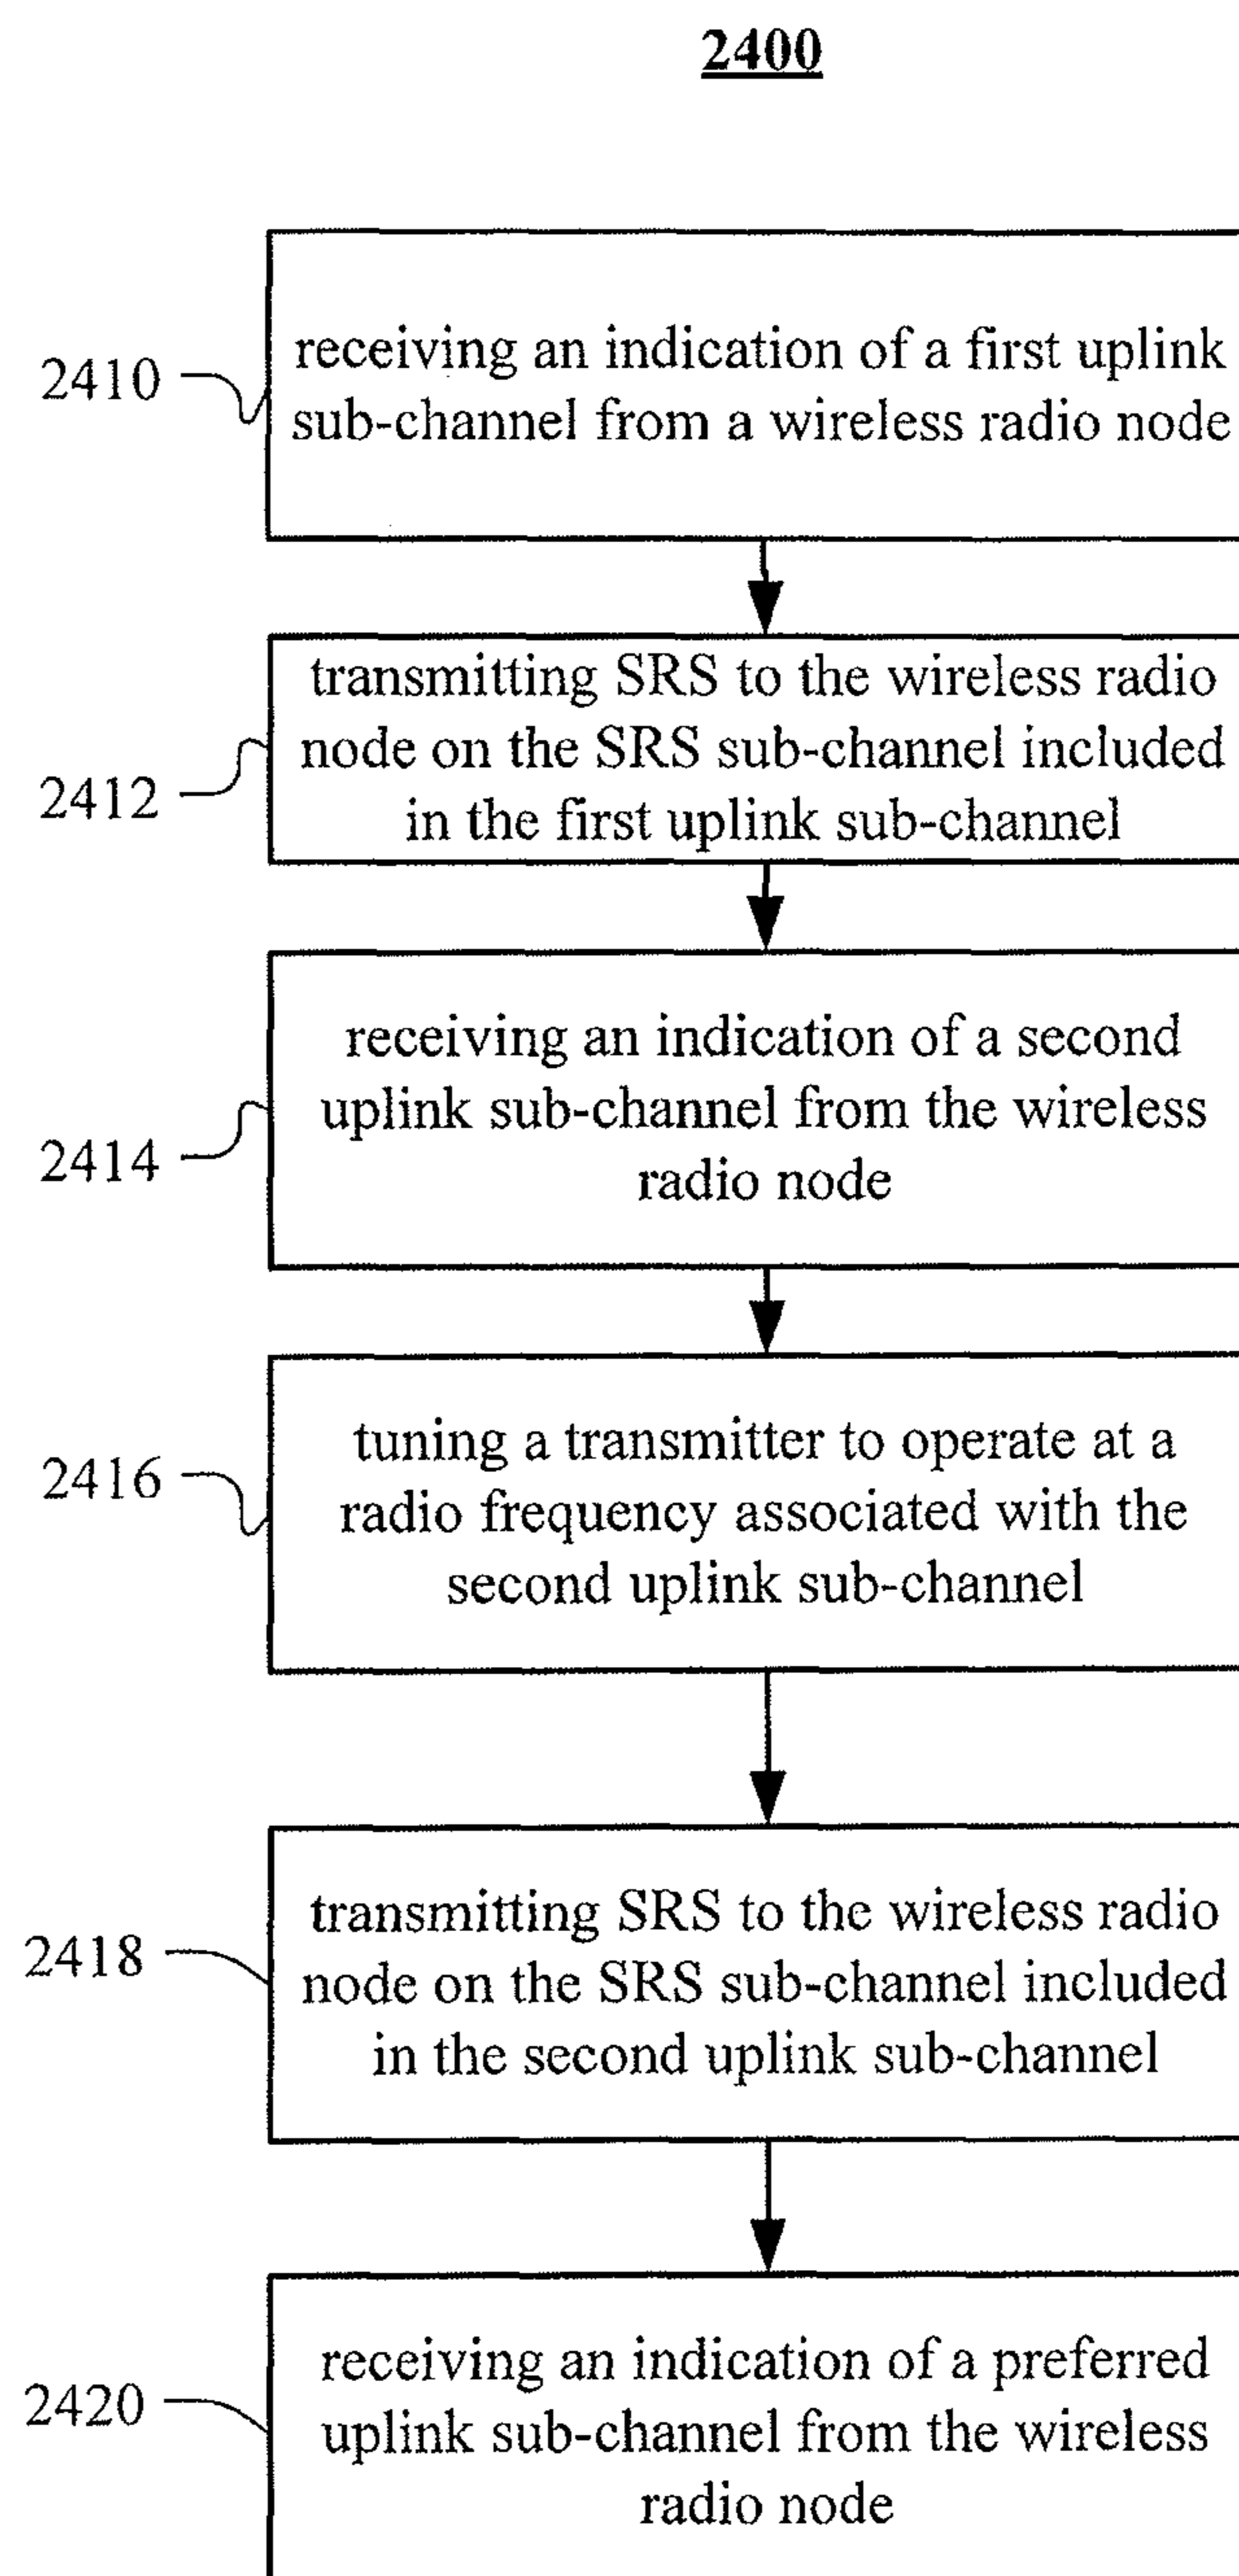 2400
2410
receiving an indication of a first uplink
sub-channel from a wireless radio node
2412
transmitting SRS to the wireless radio
node on the SRS sub-channel included
in the first uplink sub-channel
2414
receiving an indication of a second
uplink sub-channel from the wireless
radio node
2416
tuning a transmitter to operate at a
radio frequency associated with the
second uplink sub-channel
2418
transmitting SRS to the wireless radio
node on the SRS sub-channel included
in the second uplink sub-channel
2420
receiving an indication of a preferred
uplink sub-channel from the wireless
radio node